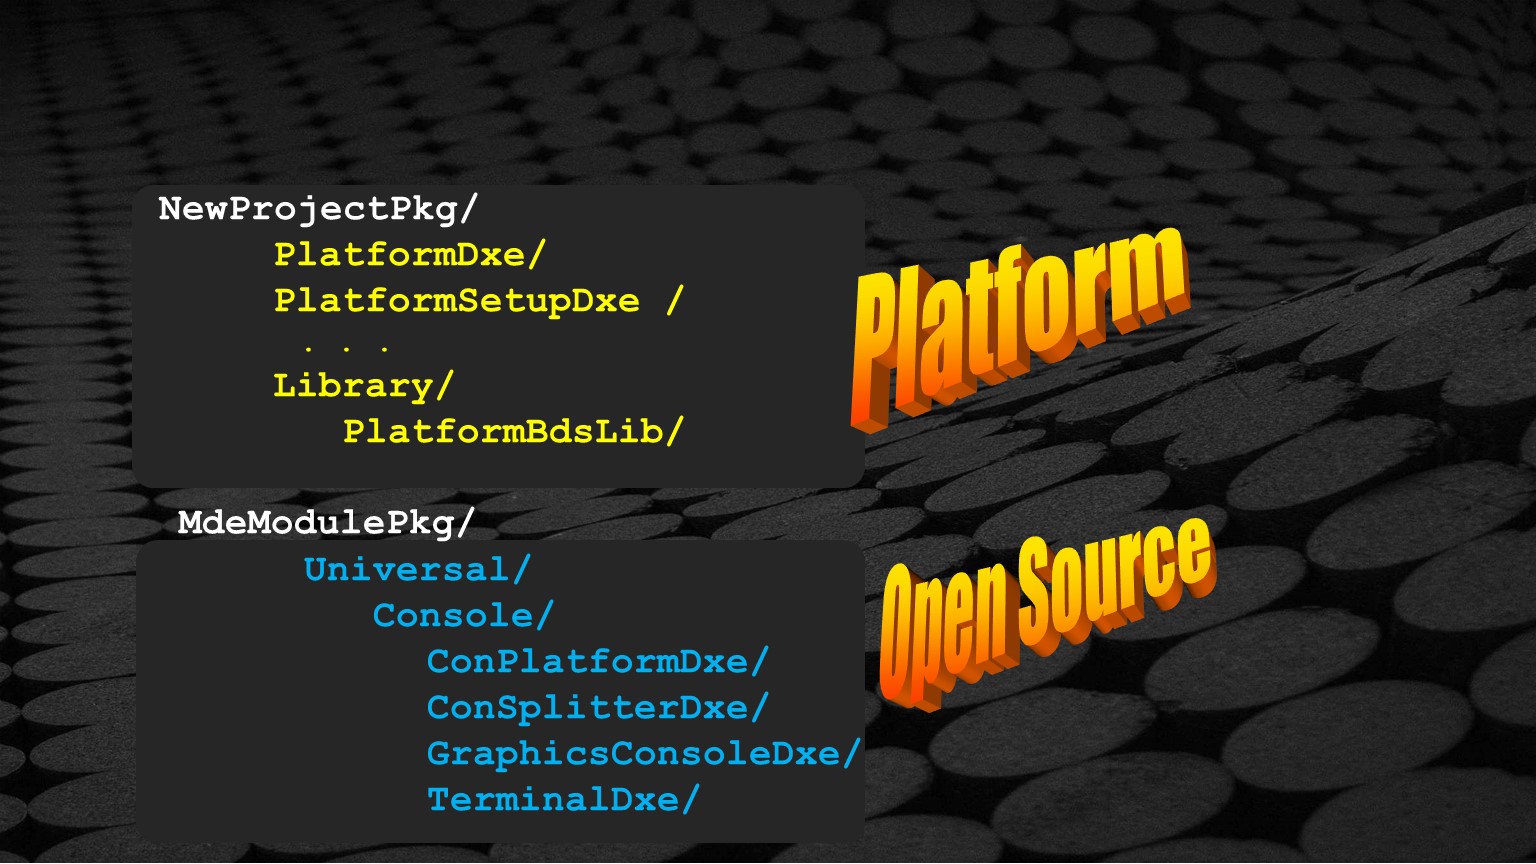 NewProjectPkg/
PlatformDxe/
PlatformSetupDxe /
. . .
Library/
PlatformBdsLib/
Platform
MdeModulePkg/
Universal/
Console/
ConPlatformDxe/
ConSplitterDxe/
GraphicsConsoleDxe/
TerminalDxe/
Open Source